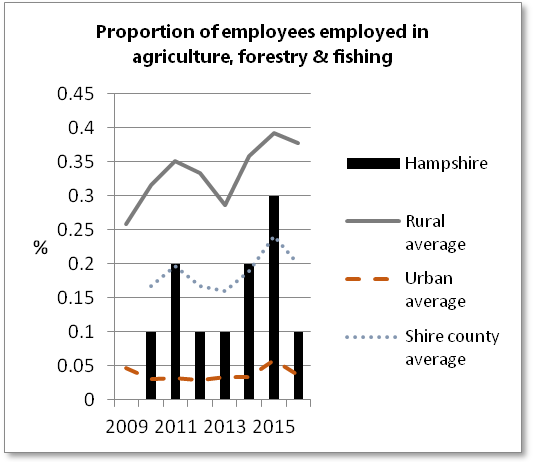 Proportion of employees employed in
agriculture, forestry & fishing
0.45
0.4
0.35
0.3
0.25
0.2
0.15
0.1
0.05
0
%
2009 2011 2013 2015
Hampshire
Rural
average
Urban
average
Shire county
average